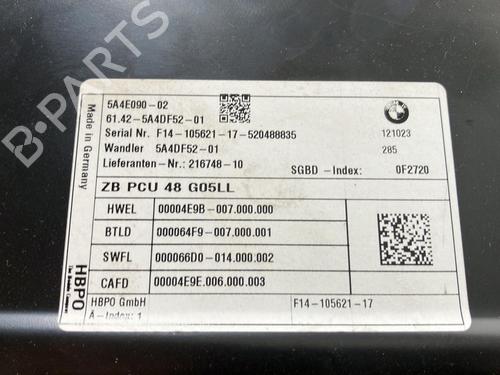 B-PARTS
5A4E090-02
61.42-5A4DF52-01
Serial Nr. F14-105621-17-520488835
Wandler 5A4DF52-01
Lieferanten-Nr.: 216748-10
BMW
121023
285
SGBD-Index: 0F2720
Made in Germany
ZB PCU 48 G05LL
HWEL 00004E9B-007.000.000
BTLD 000064F9-007.000.001
SWFL 000066D0-014.000.002
CAFD 00004E9E.006.000.003
HBPO
HBPO GmbH
Ä-Index: 1
F14-105621-17